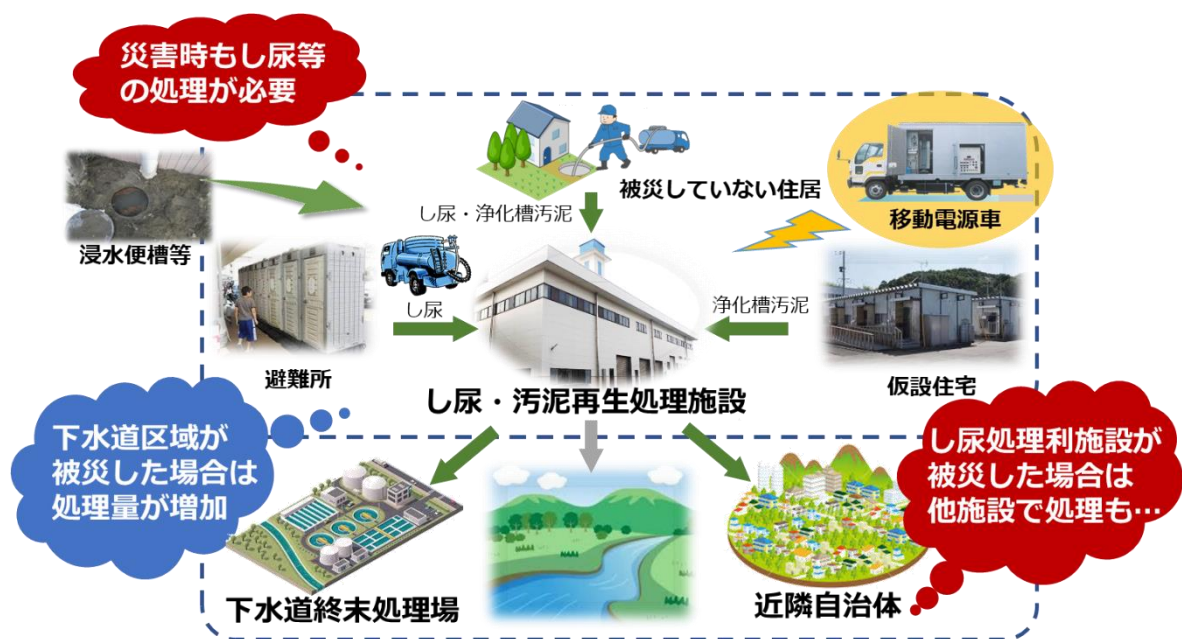 災害時もし尿等
の処理が必要
被災していない住居
移動電源車
し尿・浄化槽汚泥
浸水便槽等
し尿
浄化槽汚泥
避難所
仮設住宅
し尿・汚泥再生処理施設
下水道区域が
被災した場合は
処理量が増加
し尿処理利施設が
被災した場合は
他施設で処理も…
下水道終末処理場
近隣自治体